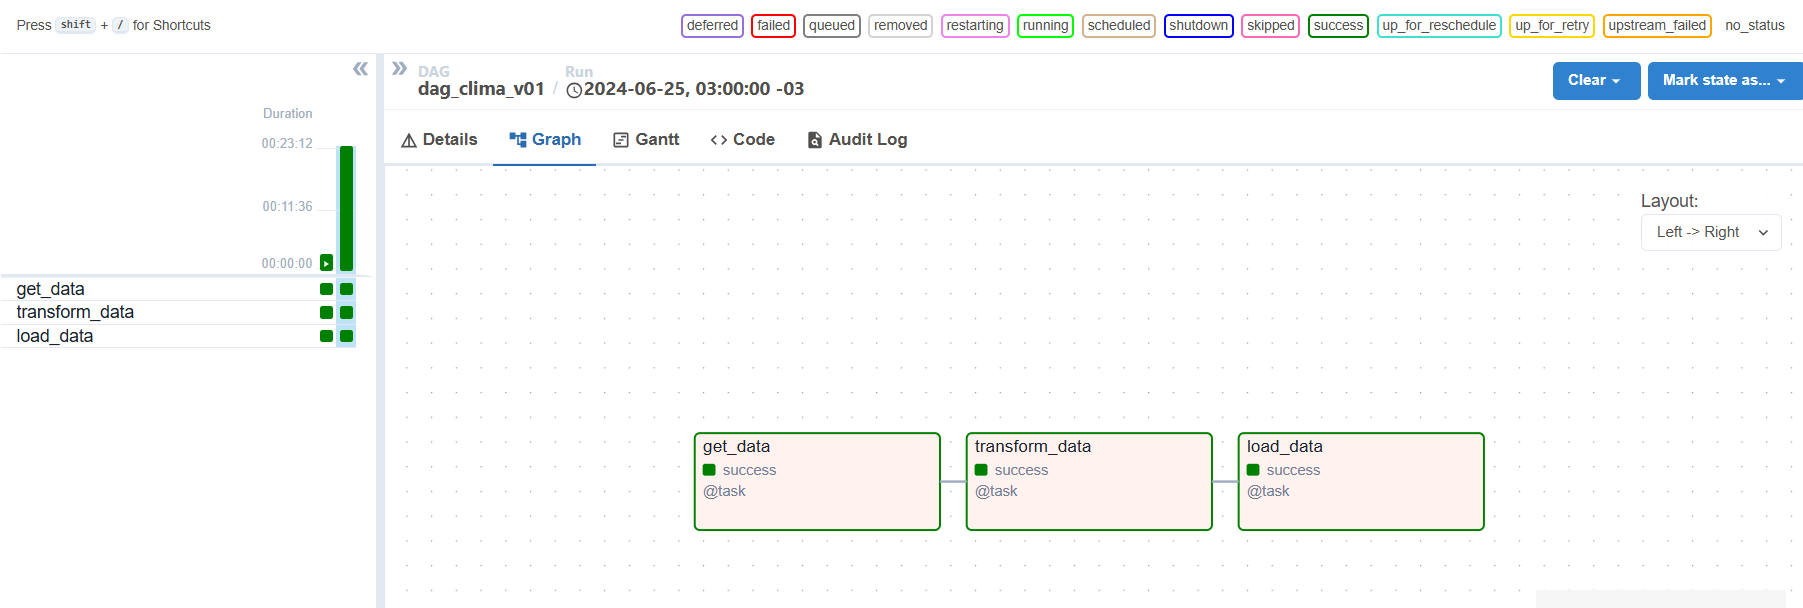 Press shift + / for Shortcuts
deferred failed queued removed restarting running scheduled shutdown skipped success up_for_reschedule up_for_retry upstream_failed no_status
DAG
dag_clima_v01
/
Run
2024-06-25, 03:00:00 -03
Clear
Mark state as...
Details
Graph
Gantt
Code
Audit Log
Duration
00:23:12
00:11:36
00:00:00
get_data
transform_data
load_data
Layout:
Left -> Right
get_data
success
@task
transform_data
success
@task
load_data
success
@task